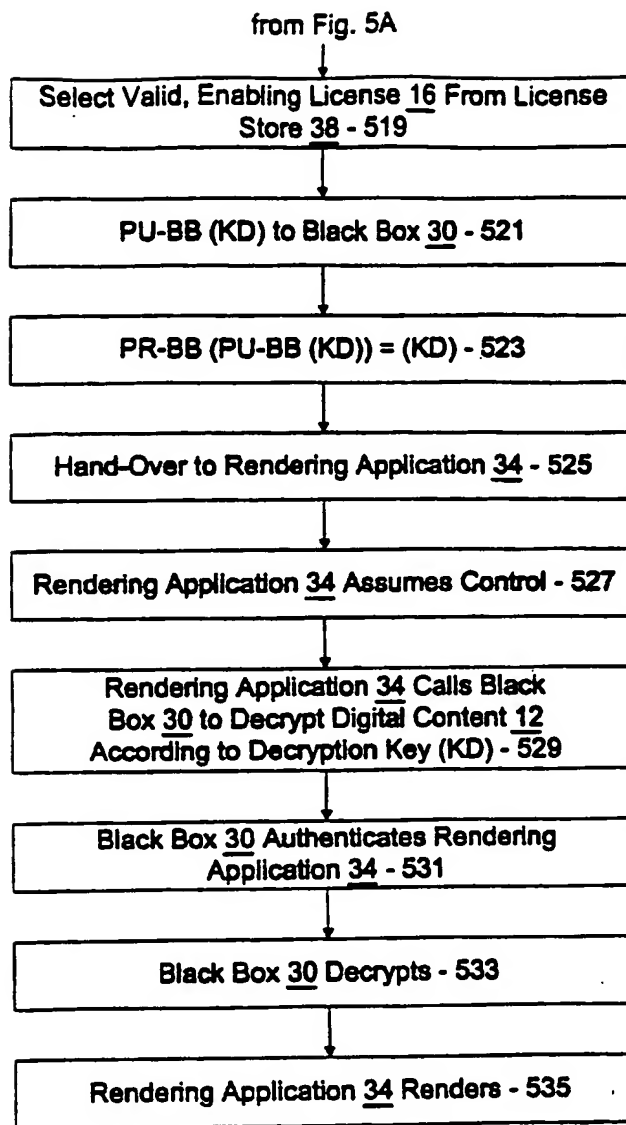 from Fig. 5A
Select Valid, Enabling License 16 From License
Store 38 - 519
PU-BB (KD) to Black Box 30 - 521
PR-BB (PU-BB (KD)) = (KD) - 523
Hand-Over to Rendering Application 34 - 525
Rendering Application 34 Assumes Control - 527
Rendering Application 34 Calls Black
Box 30 to Decrypt Digital Content 12
According to Decryption Key (KD) - 529
Black Box 30 Authenticates Rendering
Application 34 - 531
Black Box 30 Decrypts - 533
Rendering Application 34 Renders - 535